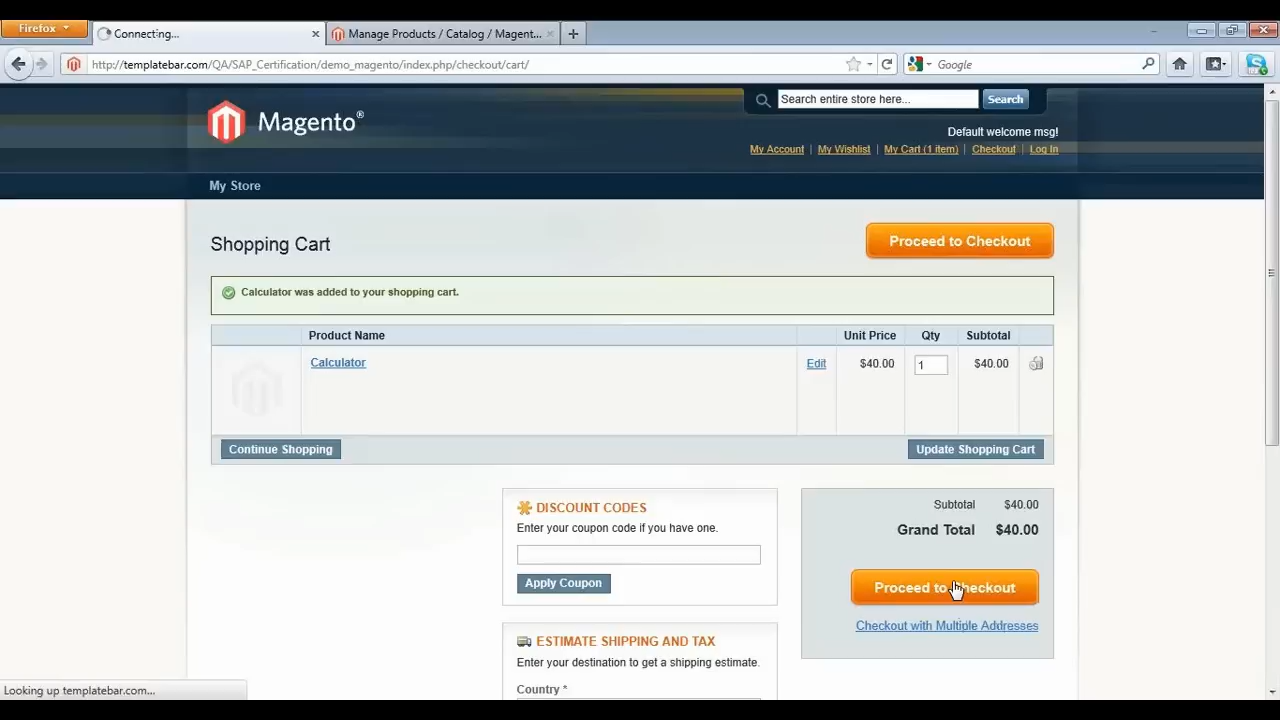 Firefox
Connecting...
Manage Products / Catalog / Magent...
http://templatebar.com/QA/SAP_Certification/demo_magento/index.php/checkout/cart/
Google
Magento®
Search entire store here...
Search
Default welcome msg!
My Account | My Wishlist | My Cart (1 item) | Checkout | Log In
My Store
Shopping Cart
Proceed to Checkout
Calculator was added to your shopping cart.
Product Name Unit Price Qty Subtotal
Calculator Edit $40.00 1 $40.00
Continue Shopping Update Shopping Cart
DISCOUNT CODES
Enter your coupon code if you have one.
Apply Coupon
Subtotal $40.00
Grand Total $40.00
Proceed to Checkout
Checkout with Multiple Addresses
ESTIMATE SHIPPING AND TAX
Enter your destination to get a shipping estimate.
Country *
Looking up templatebar.com...